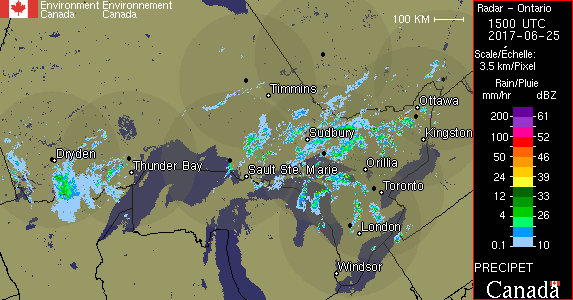 Environment Environnement
Canada Canada
100 KM
Timmins
Ottawa
Sudbury
Kingston
Dryden
Thunder Bay
Sault Ste. Marie
Orillia
Toronto
London
Windsor
Radar - Ontario
1500 UTC
2017-06-25
Scale/Échelle:
3.5 km/Pixel
Rain/Pluie
mm/hr dBZ
200 61
100 52
50 46
24 39
12 33
4 26
0.1 10
PRECIPET
Canada